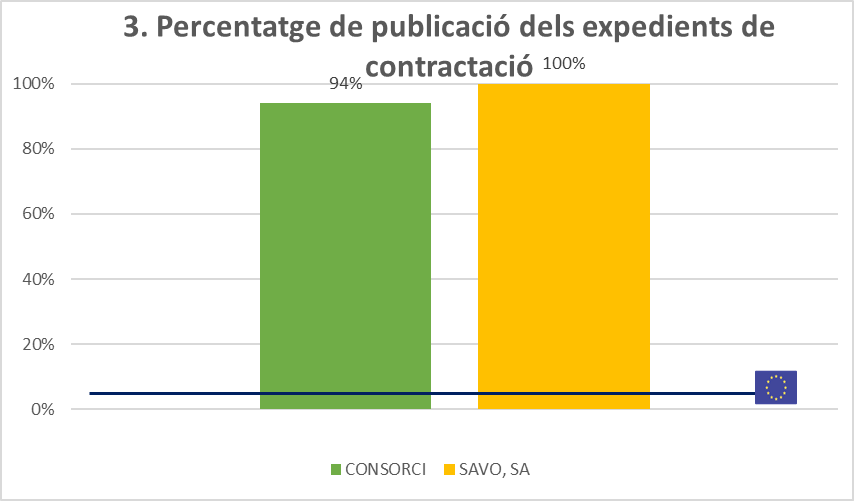 3. Percentatge de publicació dels expedients de
contractació
94%
100%
100%
80%
60%
40%
20%
0%
CONSORCI
SAVO, SA